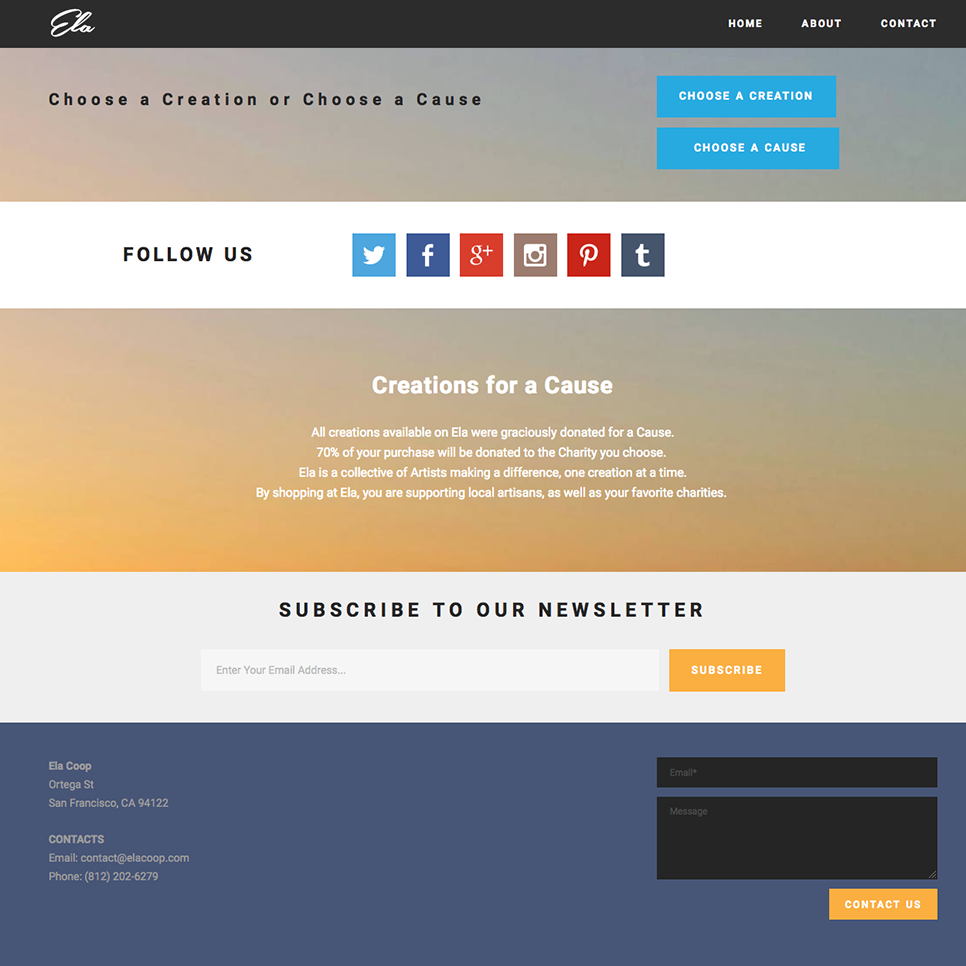 Ela
HOME ABOUT CONTACT
Choose a Creation or Choose a Cause
CHOOSE A CREATION
CHOOSE A CAUSE
FOLLOW US
f g+ t
Creations for a Cause
All creations available on Ela were graciously donated for a Cause.
70% of your purchase will be donated to the Charity you choose.
Ela is a collective of Artists making a difference, one creation at a time.
By shopping at Ela, you are supporting local artisans, as well as your favorite charities.
SUBSCRIBE TO OUR NEWSLETTER
Enter Your Email Address...
SUBSCRIBE
Ela Coop
Ortega St
San Francisco, CA 94122
CONTACTS
Email: contact@elacoop.com
Phone: (812) 202-6279
Email*
Message
CONTACT US